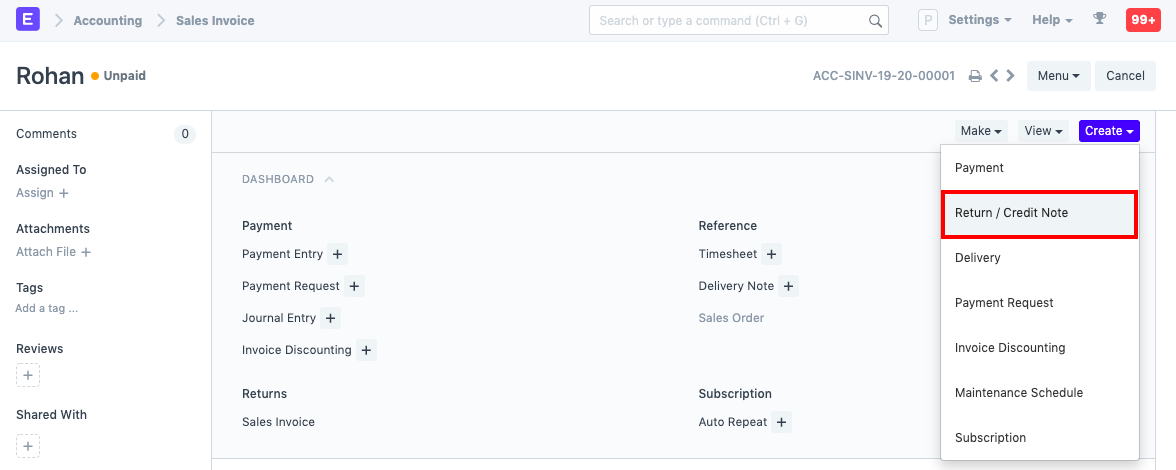 E Accounting Sales Invoice Search or type a command (Ctrl + G) P Settings Help 99+
Rohan Unpaid ACC-SINV-19-20-00001 Menu Cancel
Comments 0
Make View Create
Assigned To
Assign +
Attachments
Attach File +
Tags
Add a tag ...
Reviews
+
Shared With
+
DASHBOARD
Payment
Payment Entry +
Payment Request +
Journal Entry +
Invoice Discounting +
Returns
Sales Invoice
Reference
Timesheet +
Delivery Note +
Sales Order
Subscription
Auto Repeat +
Payment
Return / Credit Note
Delivery
Payment Request
Invoice Discounting
Maintenance Schedule
Subscription